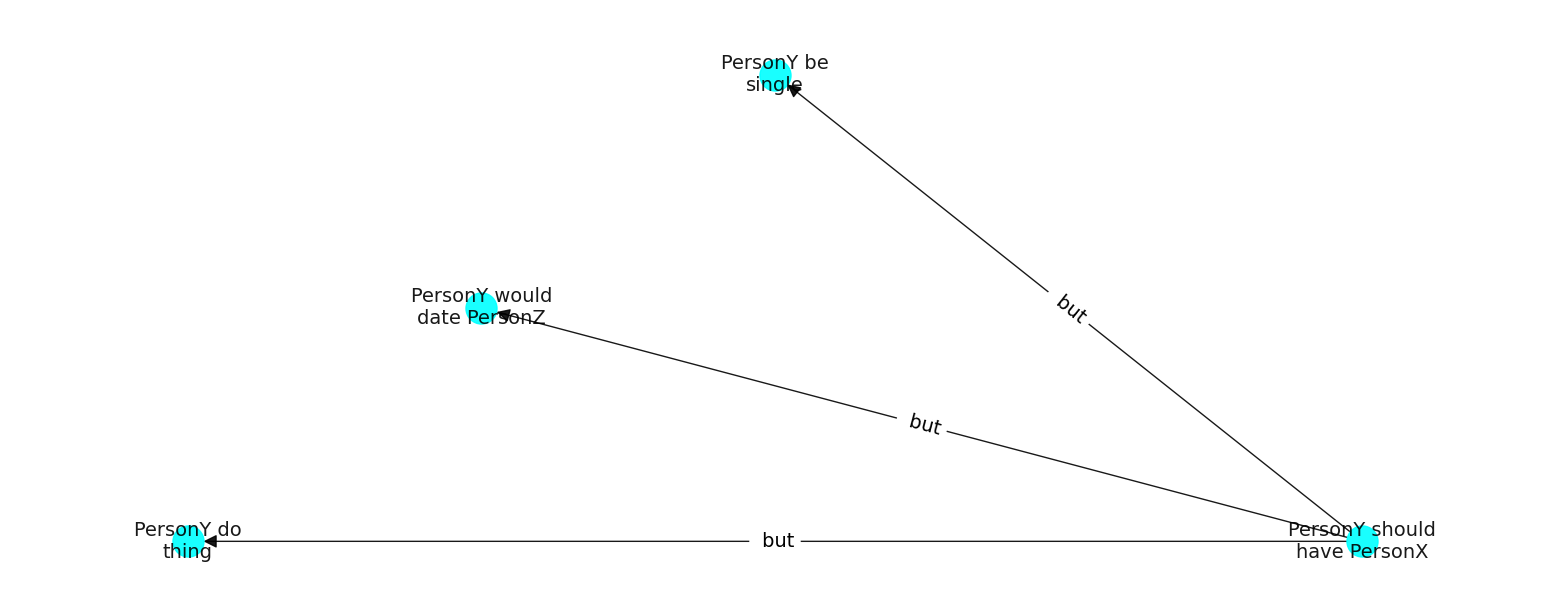 PersonY be
single
but
PersonY would
date PersonZ
but
PersonY do
thing
but
PersonY should
have PersonX